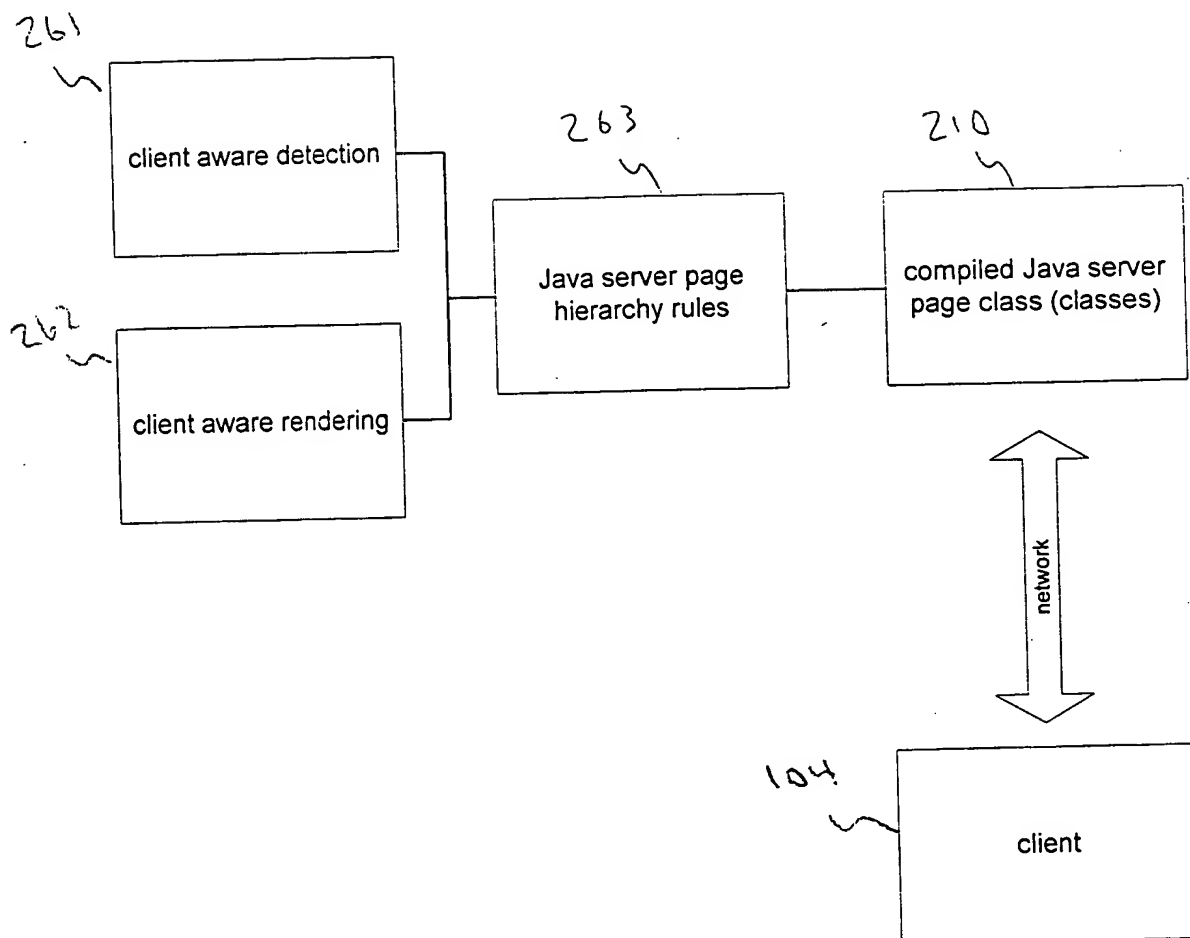 261
client aware detection
263
210
Java server page
hierarchy rules
compiled Java server
page class (classes)
262
client aware rendering
network
104
client